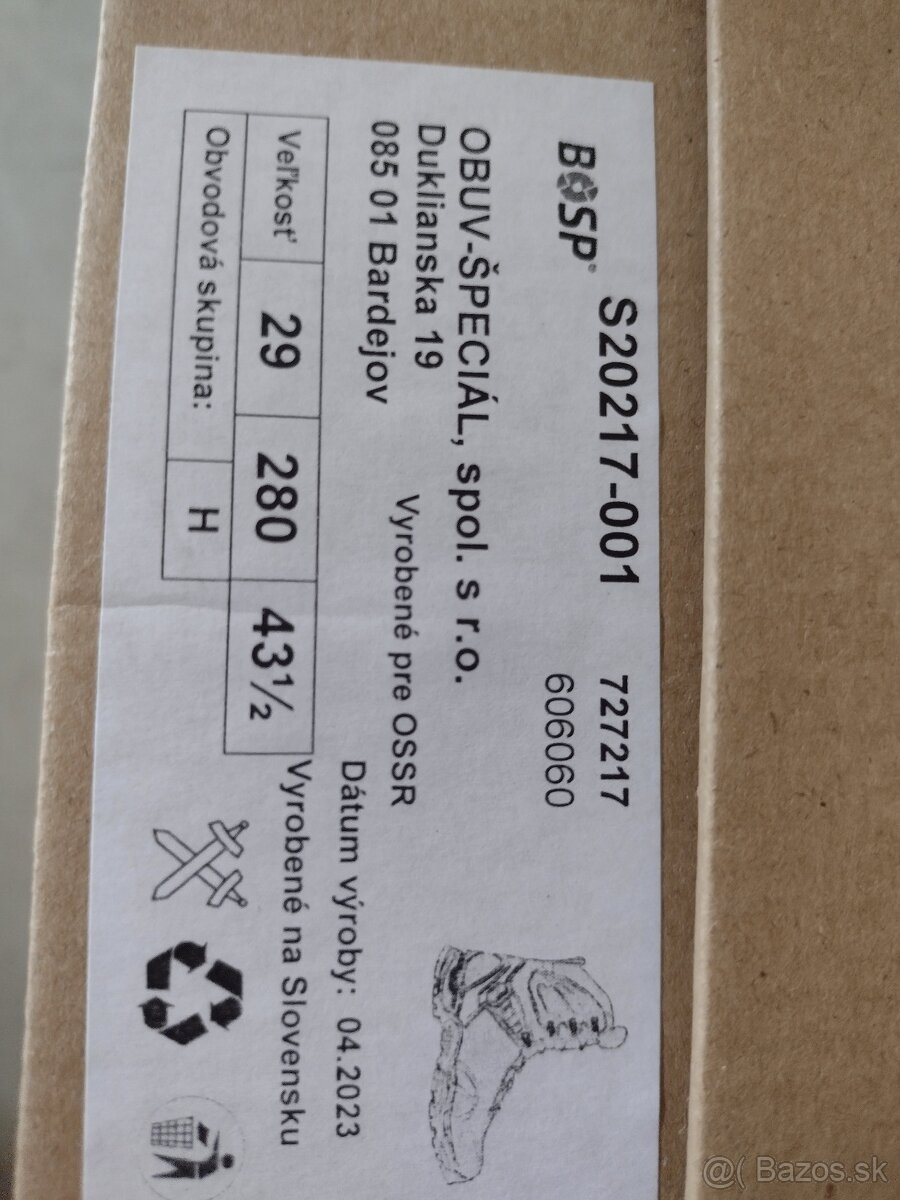 BOSP®
S20217-001 727217
606060
OBUV-ŠPECIÁL, spol. s r.o.
Duklianska 19
085 01 Bardejov
Vyrobené pre OSSR
Dátum výroby: 04.2023
Veľkosť 29 280 43½
Obvodová skupina: H
Vyrobené na Slovensku
@( Bazos.sk